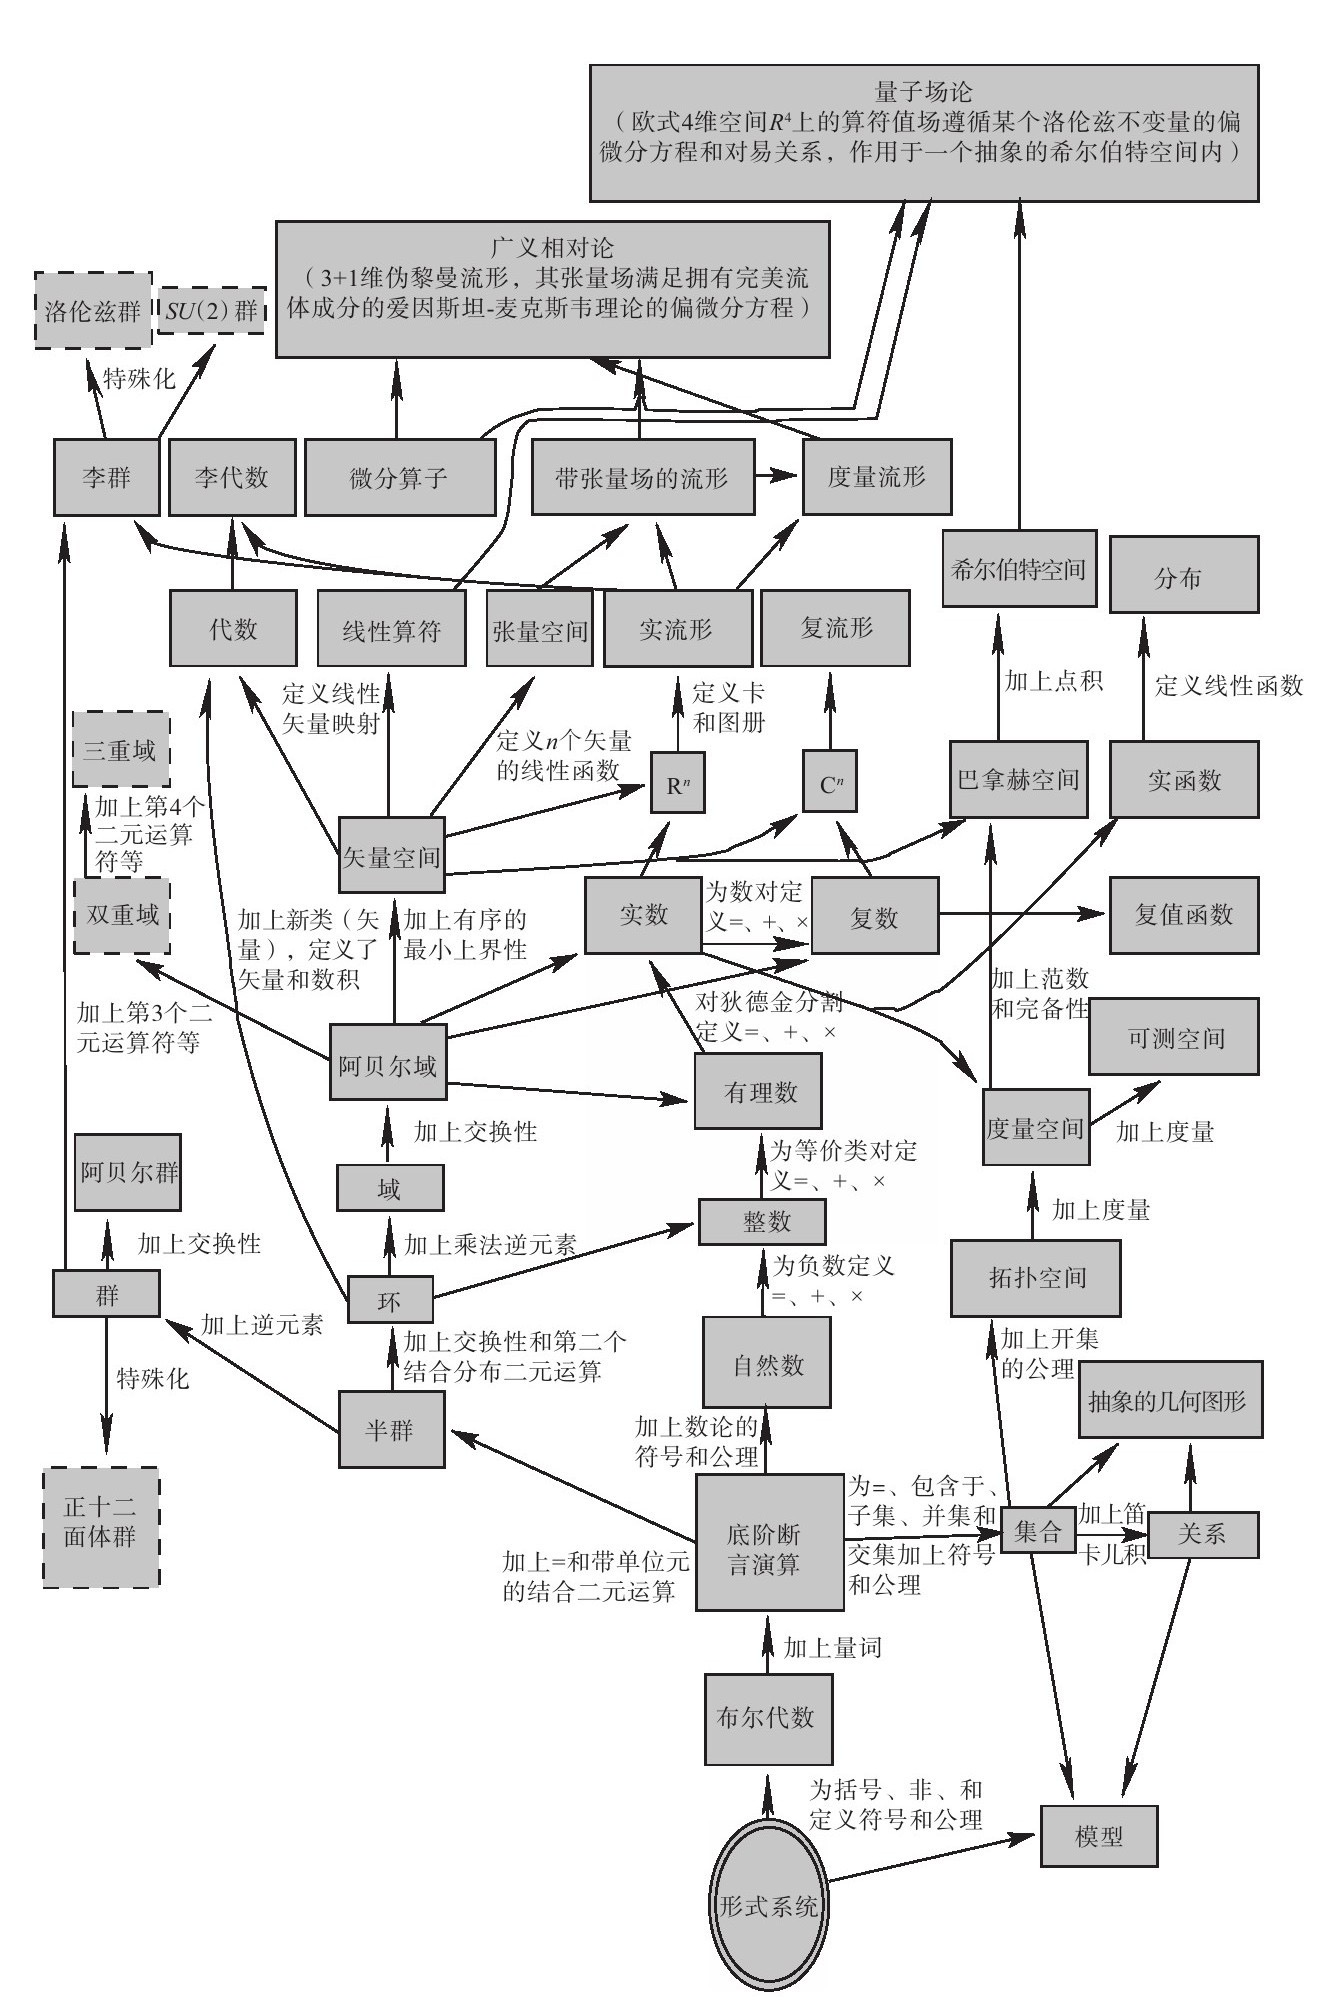 量子场论
（欧式4维空间R⁴上的算符值场遵循某个洛伦兹不变量的偏
微分方程和对易关系，作用于一个抽象的希尔伯特空间内）
广义相对论
（3+1维伪黎曼流形，其张量场满足拥有完美流
体成分的爱因斯坦-麦克斯韦理论的偏微分方程）
洛伦兹群
SU(2)群
特殊化
李群
李代数
微分算子
带张量场的流形
度量流形
希尔伯特空间
分布
代数
线性算符
张量空间
实流形
复流形
定义线性
矢量映射
定义卡
和图册
加上点积
定义线性函数
定义n个矢量
的线性函数
三重域
Rⁿ
Cⁿ
巴拿赫空间
实函数
加上第4个
二元运算
符等
矢量空间
双重域
加上新类（矢
量），定义了
矢量和数积
加上有序的
最小上界性
实数
为数对定
义=、+、×
复数
复值函数
加上范数
和完备性
加上第3个二
元运算符等
对狄德金分割
定义=、+、×
可测空间
阿贝尔域
有理数
度量空间
加上度量
加上交换性
阿贝尔群
域
为等价类对定
义=、+、×
整数
加上度量
加上交换性
加上乘法逆元素
群
环
为负数定义
=、+、×
拓扑空间
加上逆元素
加上交换性和第二个
结合分布二元运算
加上开集
的公理
特殊化
自然数
抽象的几何图形
半群
加上数论的
符号和公理
正十二
面体群
底阶断
言演算
为=、包含于、
子集、并集和
交集加上符号
和公理
集合
加上笛
卡儿积
关系
加上=和带单位元
的结合二元运算
加上量词
布尔代数
为括号、非、和
定义符号和公理
模型
形式系统